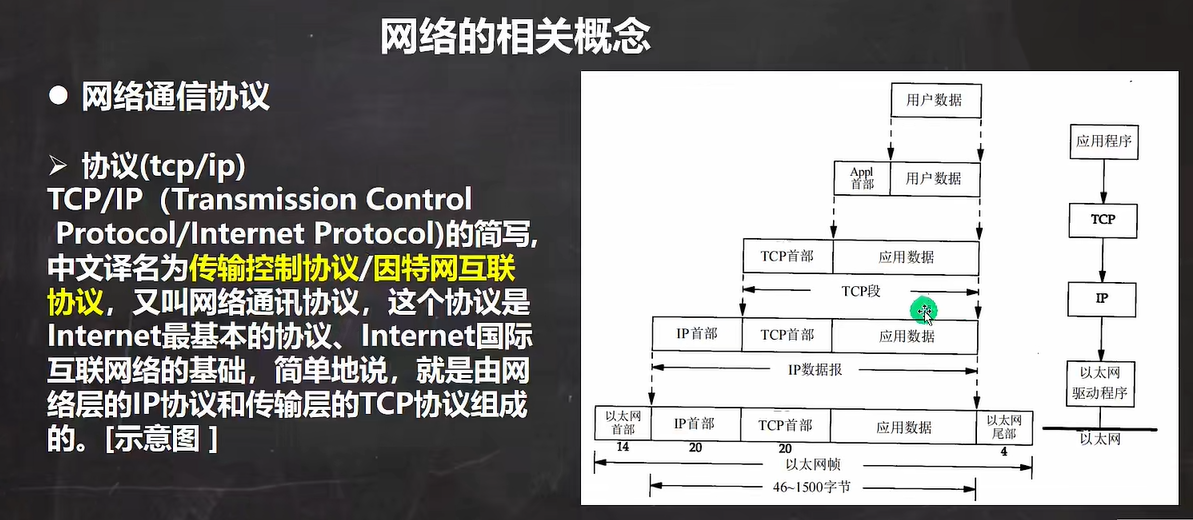 网络的相关概念
● 网络通信协议
➢ 协议(tcp/ip)
TCP/IP（Transmission Control
Protocol/Internet Protocol)的简写,
中文译名为传输控制协议/因特网互联
协议，又叫网络通讯协议，这个协议是
Internet最基本的协议、Internet国际
互联网络的基础，简单地说，就是由网
络层的IP协议和传输层的TCP协议组成
的。[示意图 ]
用户数据
Appl
首部
用户数据
TCP首部
应用数据
TCP段
IP首部
TCP首部
应用数据
IP数据报
以太网
首部
IP首部
TCP首部
应用数据
以太网
尾部
14
20
20
4
以太网帧
46~1500字节
应用程序
TCP
IP
以太网
驱动程序
以太网